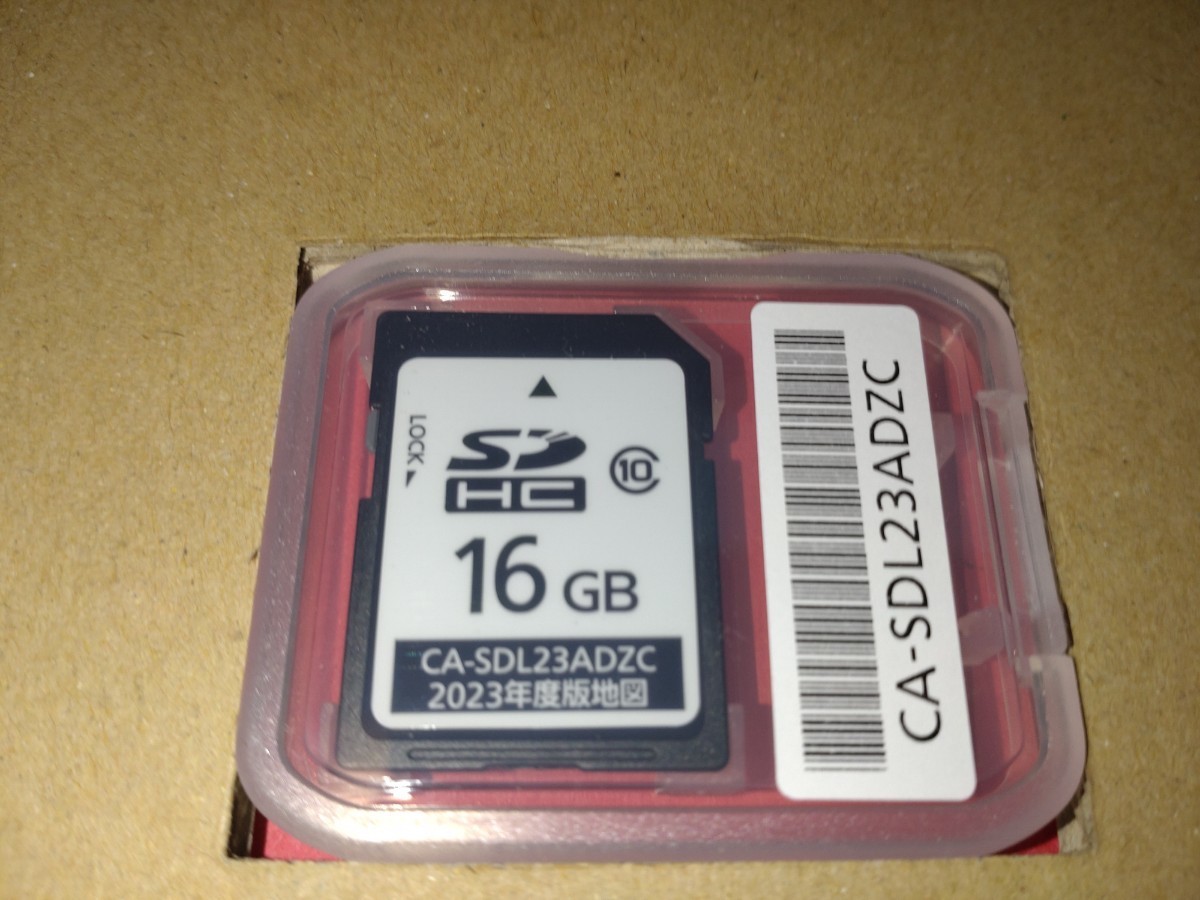 LOCK
SD
HC
10
16 GB
CA-SDL23ADZC
2023年度版地図
CA-SDL23ADZC